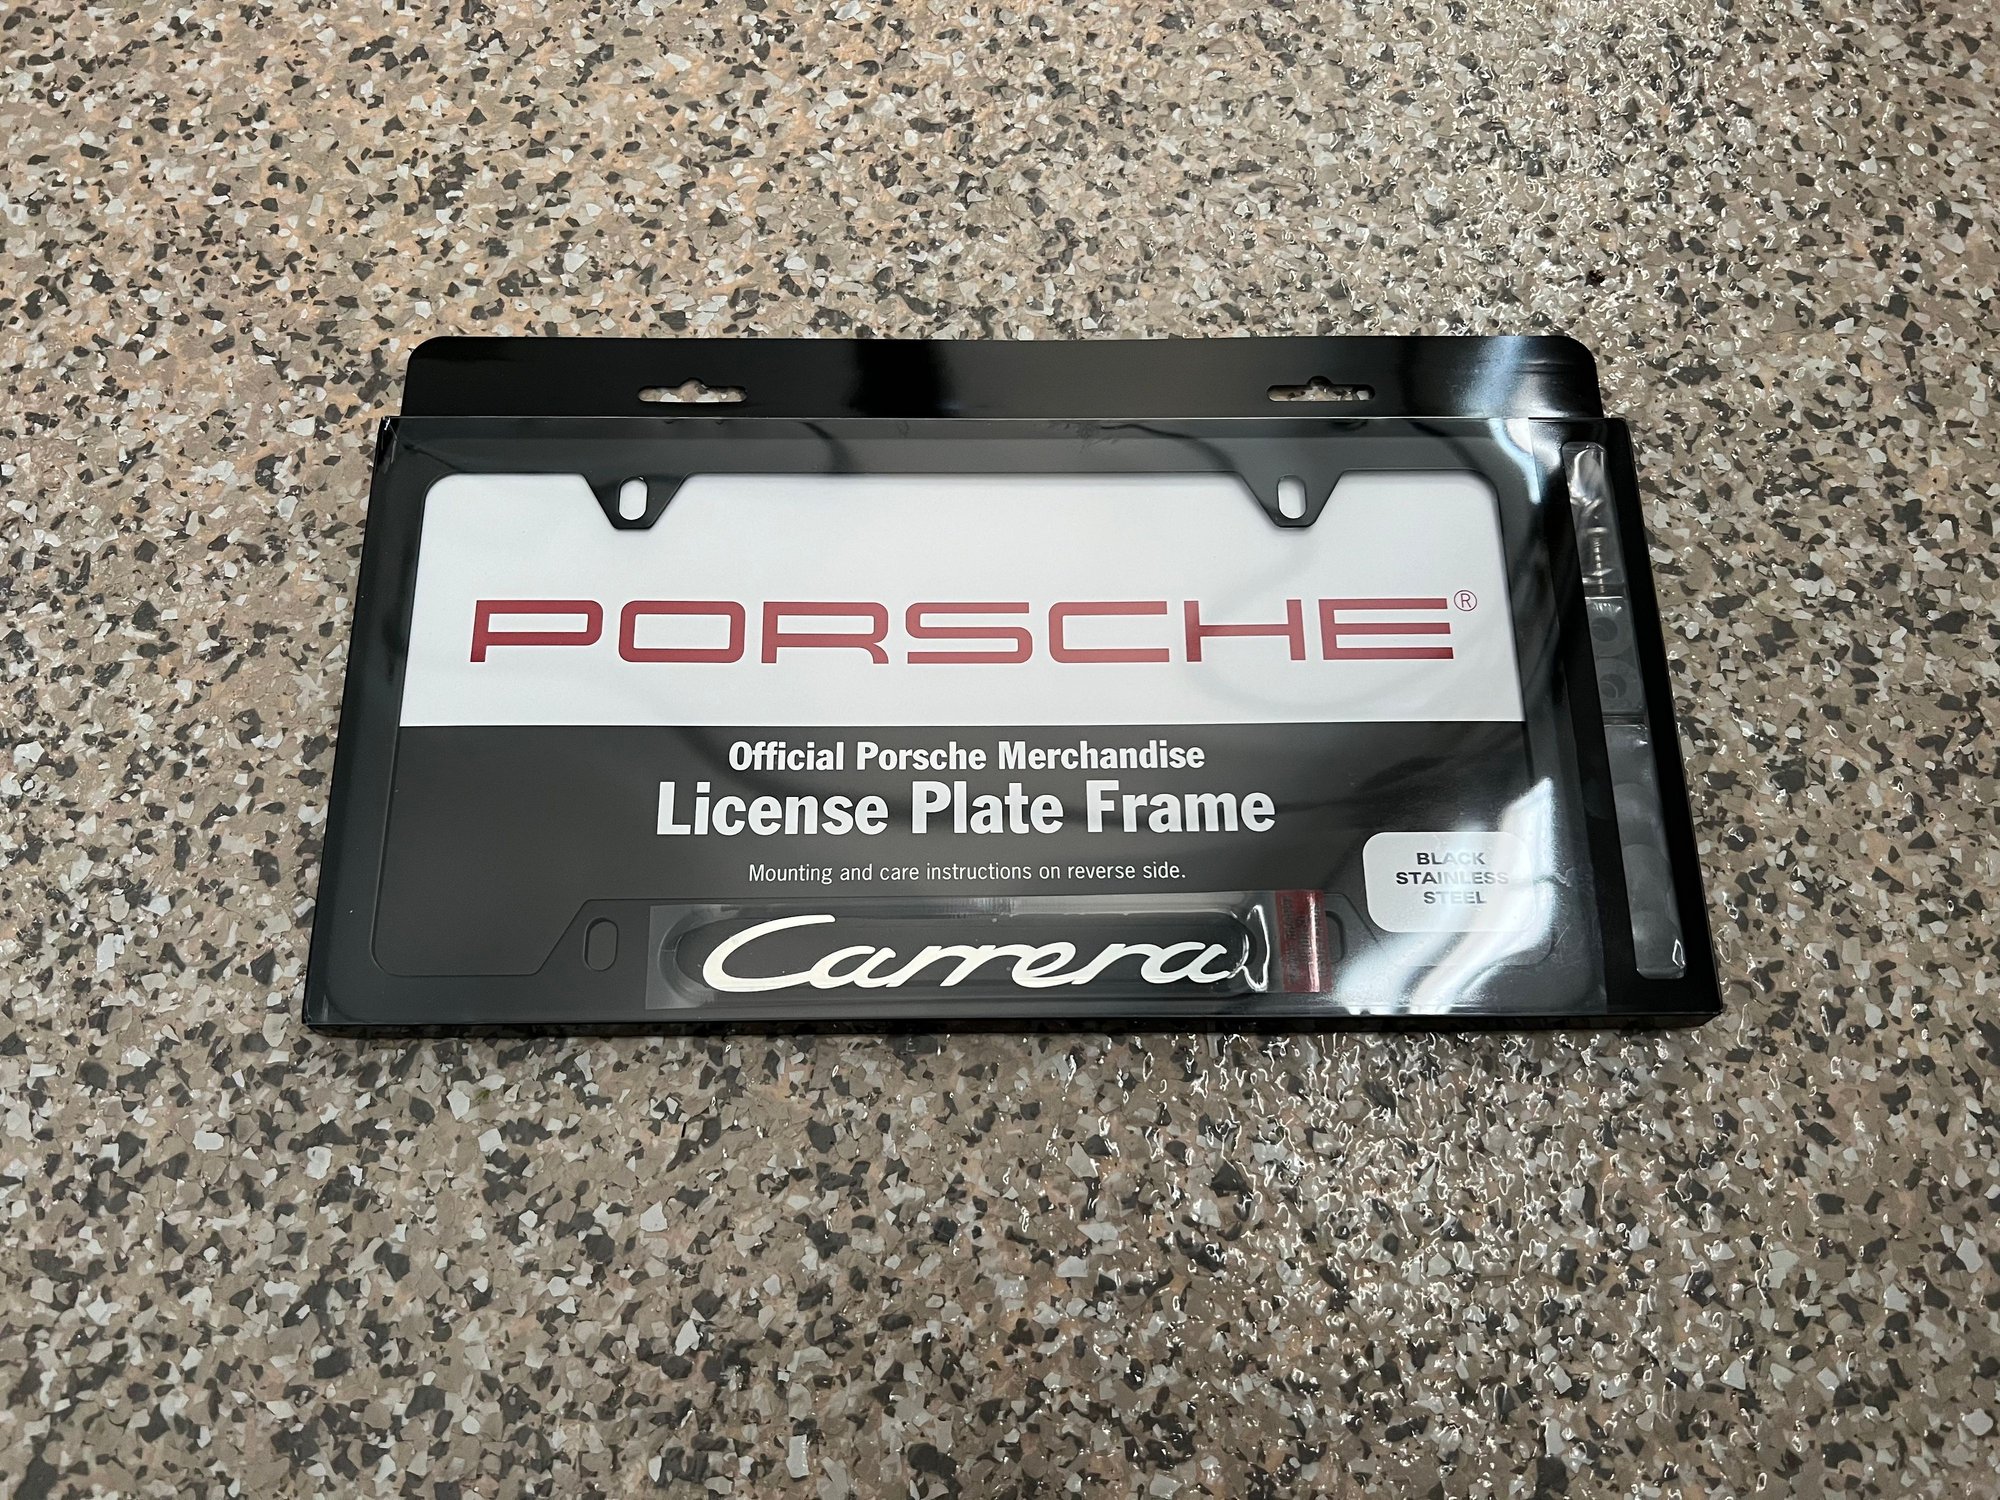 PORSCHE®
Official Porsche Merchandise
License Plate Frame
Mounting and care instructions on reverse side.
BLACK
STAINLESS
STEEL
Carrera